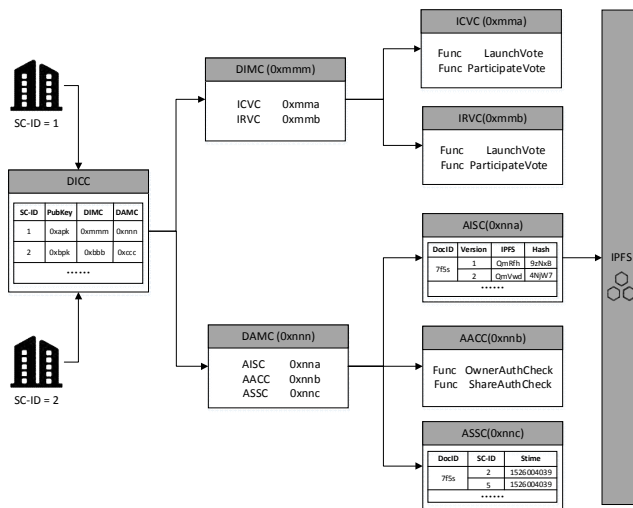 SC-ID = 1
DICC
SC-ID PubKey DIMC DAMC
1 0xapk 0xmmm 0xnnn
2 0xbpk 0xbbb 0xccc
······
SC-ID = 2
DIMC (0xmmm)
ICVC 0xmma
IRVC 0xmmb
DAMC (0xnnn)
AISC 0xnna
AACC 0xnnb
ASSC 0xnnc
ICVC (0xmma)
Func LaunchVote
Func ParticipateVote
IRVC(0xmmb)
Func LaunchVote
Func ParticipateVote
AISC(0xnna)
DocID Version IPFS Hash
7f5s
1 QmRfh 9zNxB
2 QmVwd 4NjW7
······
AACC(0xnnb)
Func OwnerAuthCheck
Func ShareAuthCheck
ASSC(0xnnc)
DocID SC-ID Stime
7f5s
2 1526004039
5 1526004039
······
IPFS